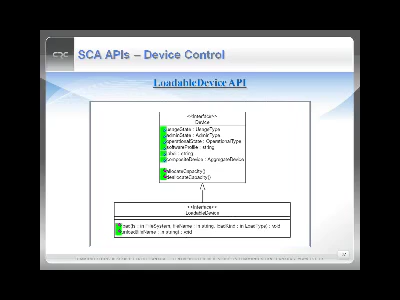 CRC
SCA APIs – Device Control
LoadableDevice API
<<Interface>>
Device
usageState : UsageType
adminState : AdminType
operationalState : OperationalType
softwareProfile : string
label : string
compositeDevice : AggregateDevice
allocateCapacity()
deallocateCapacity()
<<Interface>>
LoadableDevice
load(fs : in FileSystem, fileName : in string, loadKind : in LoadType) : void
unload(fileName : in string) : void